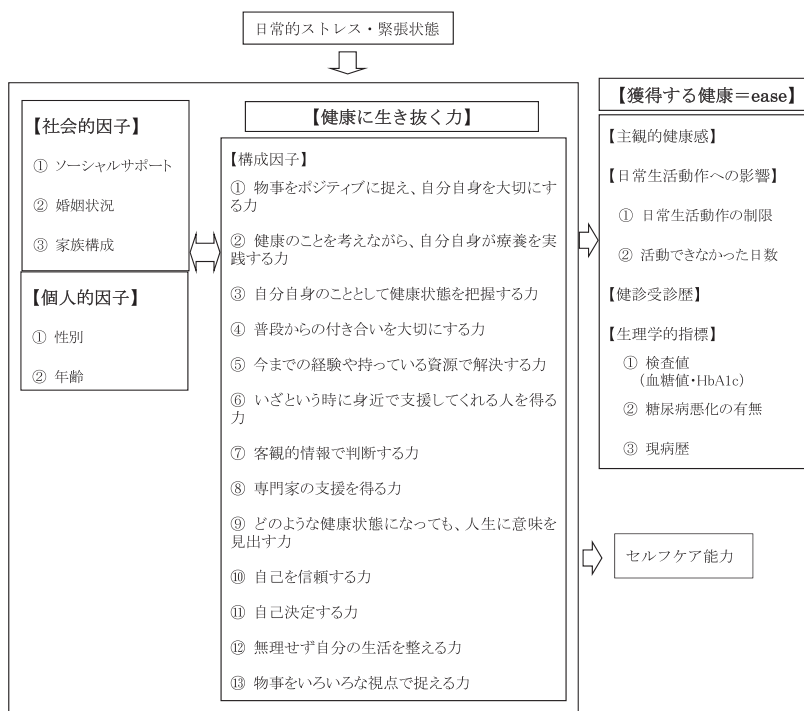 日常的ストレス・緊張状態
【社会的因子】
① ソーシャルサポート
② 婚姻状況
③ 家族構成
【個人的因子】
① 性別
② 年齢
【健康に生き抜く力】
【構成因子】
① 物事をポジティブに捉え、自分自身を大切にす
る力
② 健康のことを考えながら、自分自身が療養を実
践する力
③ 自分自身のこととして健康状態を把握する力
④ 普段からの付き合いを大切にする力
⑤ 今までの経験や持っている資源で解決する力
⑥ いざという時に身近で支援してくれる人を得る
力
⑦ 客観的情報で判断する力
⑧ 専門家の支援を得る力
⑨ どのような健康状態になっても、人生に意味を
見出す力
⑩ 自己を信頼する力
⑪ 自己決定する力
⑫ 無理せず自分の生活を整える力
⑬ 物事をいろいろな視点で捉える力
【獲得する健康＝ease】
【主観的健康感】
【日常生活動作への影響】
① 日常生活動作の制限
② 活動できなかった日数
【健診受診歴】
【生理学的指標】
① 検査値
（血糖値・HbA1c）
② 糖尿病悪化の有無
③ 現病歴
セルフケア能力